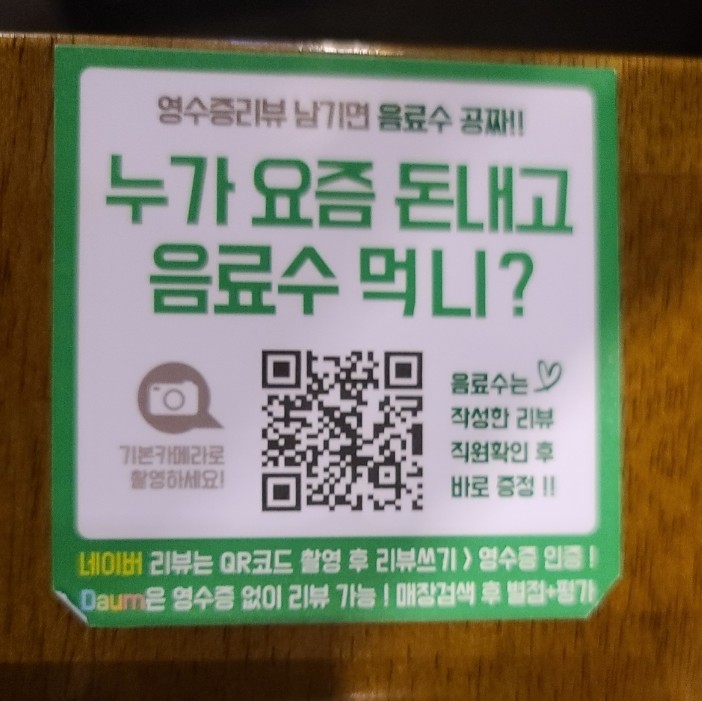 영수증리뷰 남기면 음료수 공짜!!
누가 요즘 돈내고
음료수 먹니?
기본카메라로
촬영하세요!
음료수는
작성한 리뷰
직원확인 후
바로 증정 !!
네이버 리뷰는 QR코드 촬영 후 리뷰쓰기 > 영수증 인증 !
Daum은 영수증 없이 리뷰 가능 ! 매장검색 후 별점+평가